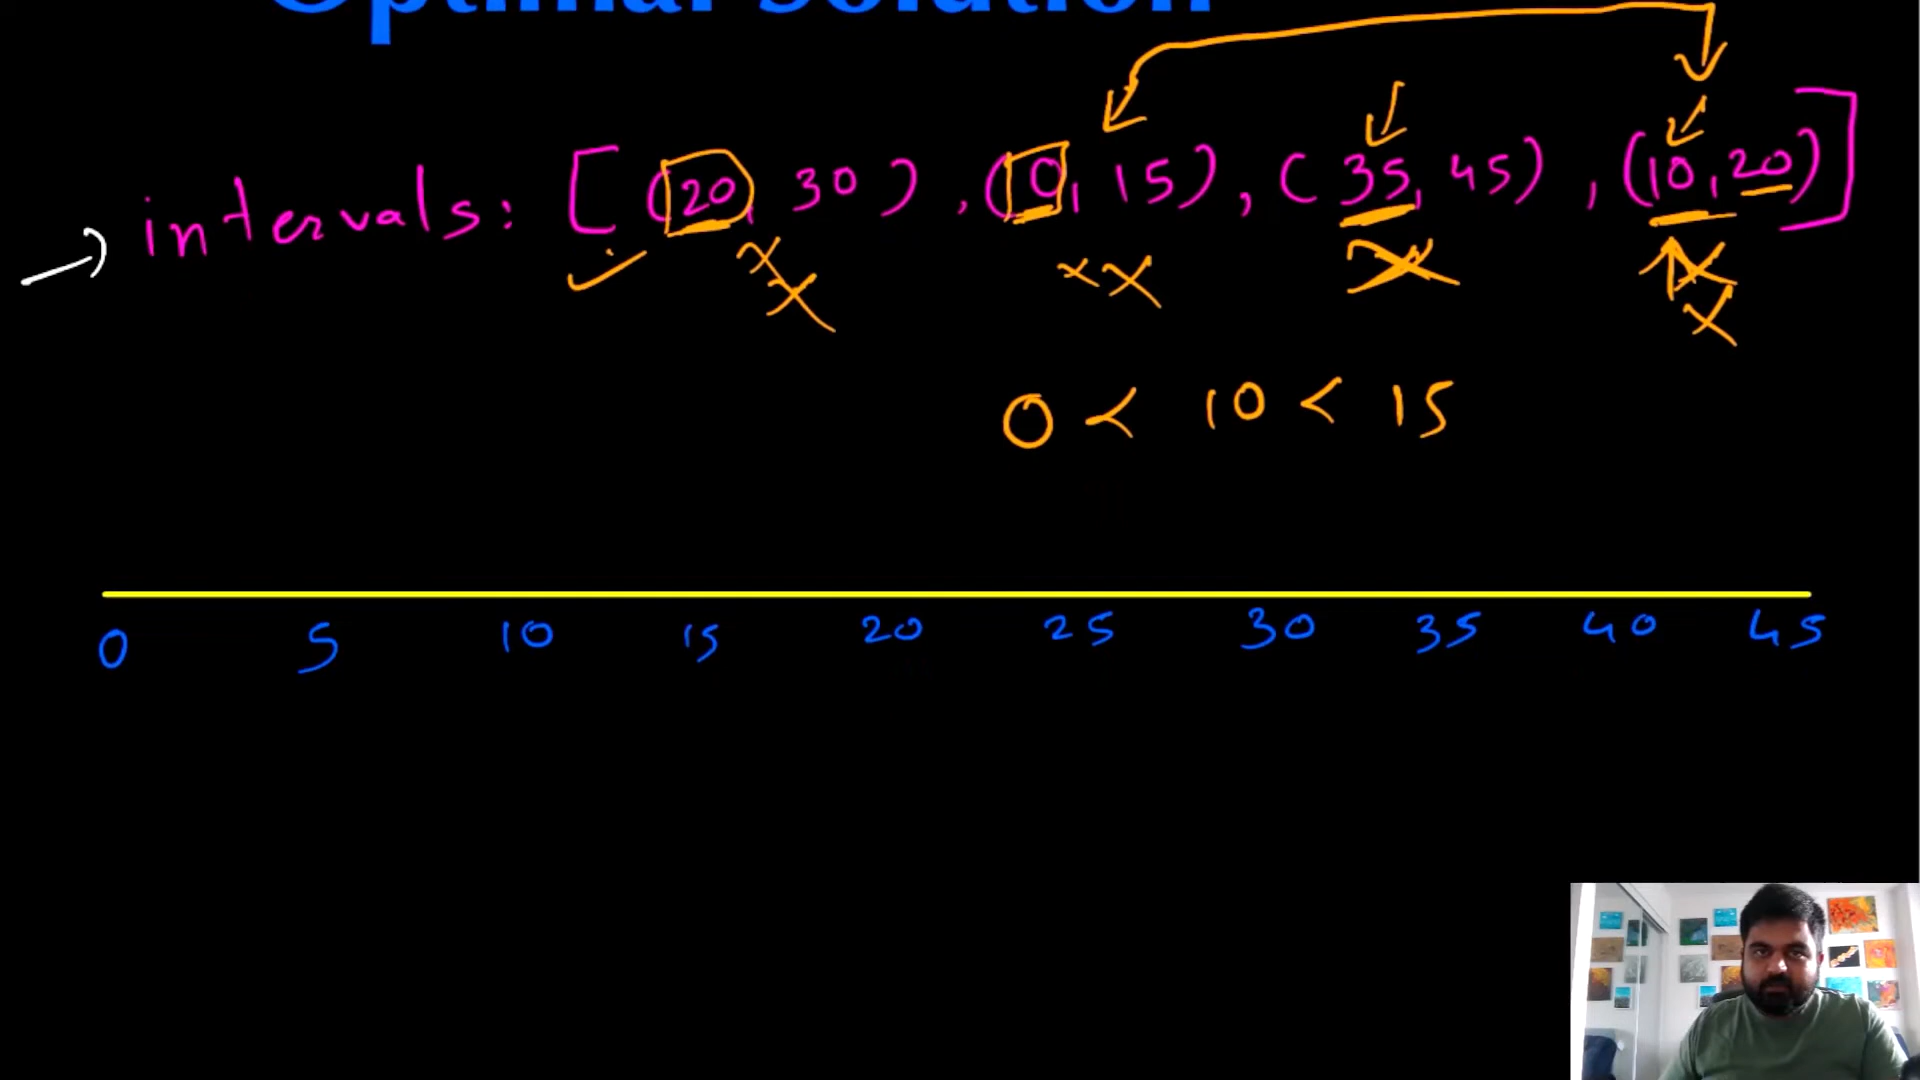 Optimal Solution
intervals: [ (20, 30) , (0, 15) , (35, 45) , (10, 20) ]
0 < 10 < 15
0 5 10 15 20 25 30 35 40 45